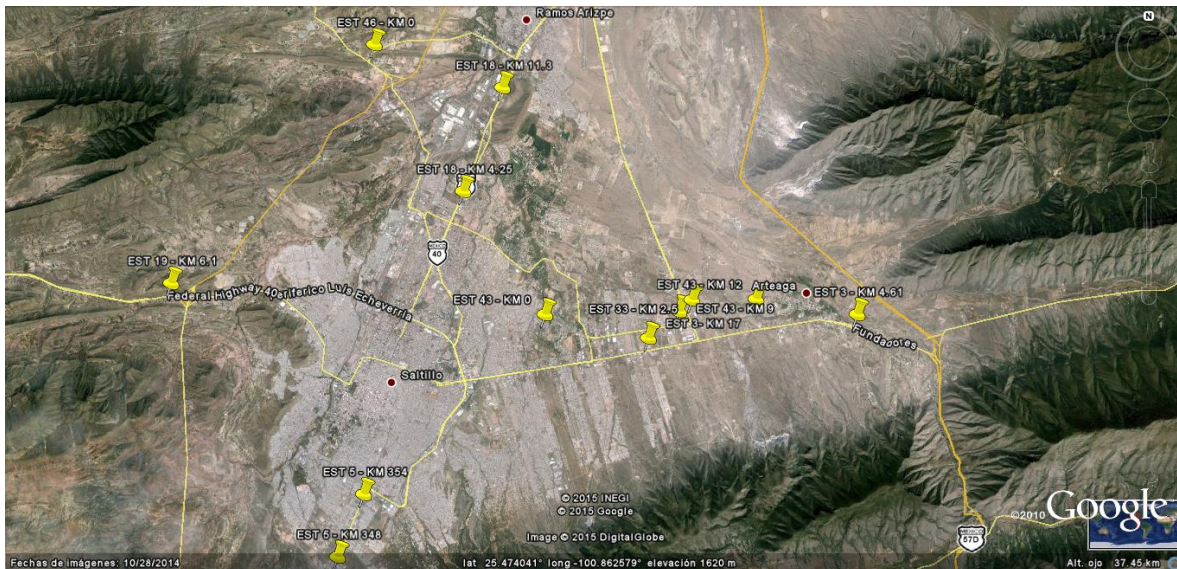 N
Ramos Arizpe
EST 46 - KM 0
EST 18 - KM 11.3
EST 18 - KM 4.25
40
EST 19 - KM 6.1
Federal Highway 40
eriferico Luis Echeverria
EST 43 - KM 0
EST 43 - KM 12
Arteaga
EST 33 - KM 2.5
EST 43 - KM 9
EST 3 - KM 4.61
EST 3- KM 17
Fundadores
Saltillo
EST 5 - KM 354
© 2015 INEGI
© 2015 Google
©2010 Google
EST 5 - KM 348
Image © 2015 DigitalGlobe
MEXICO
57D
Fechas de imágenes: 10/28/2014
lat 25.474041° long -100.862579° elevación 1620 m
Alt. ojo 37.45 km